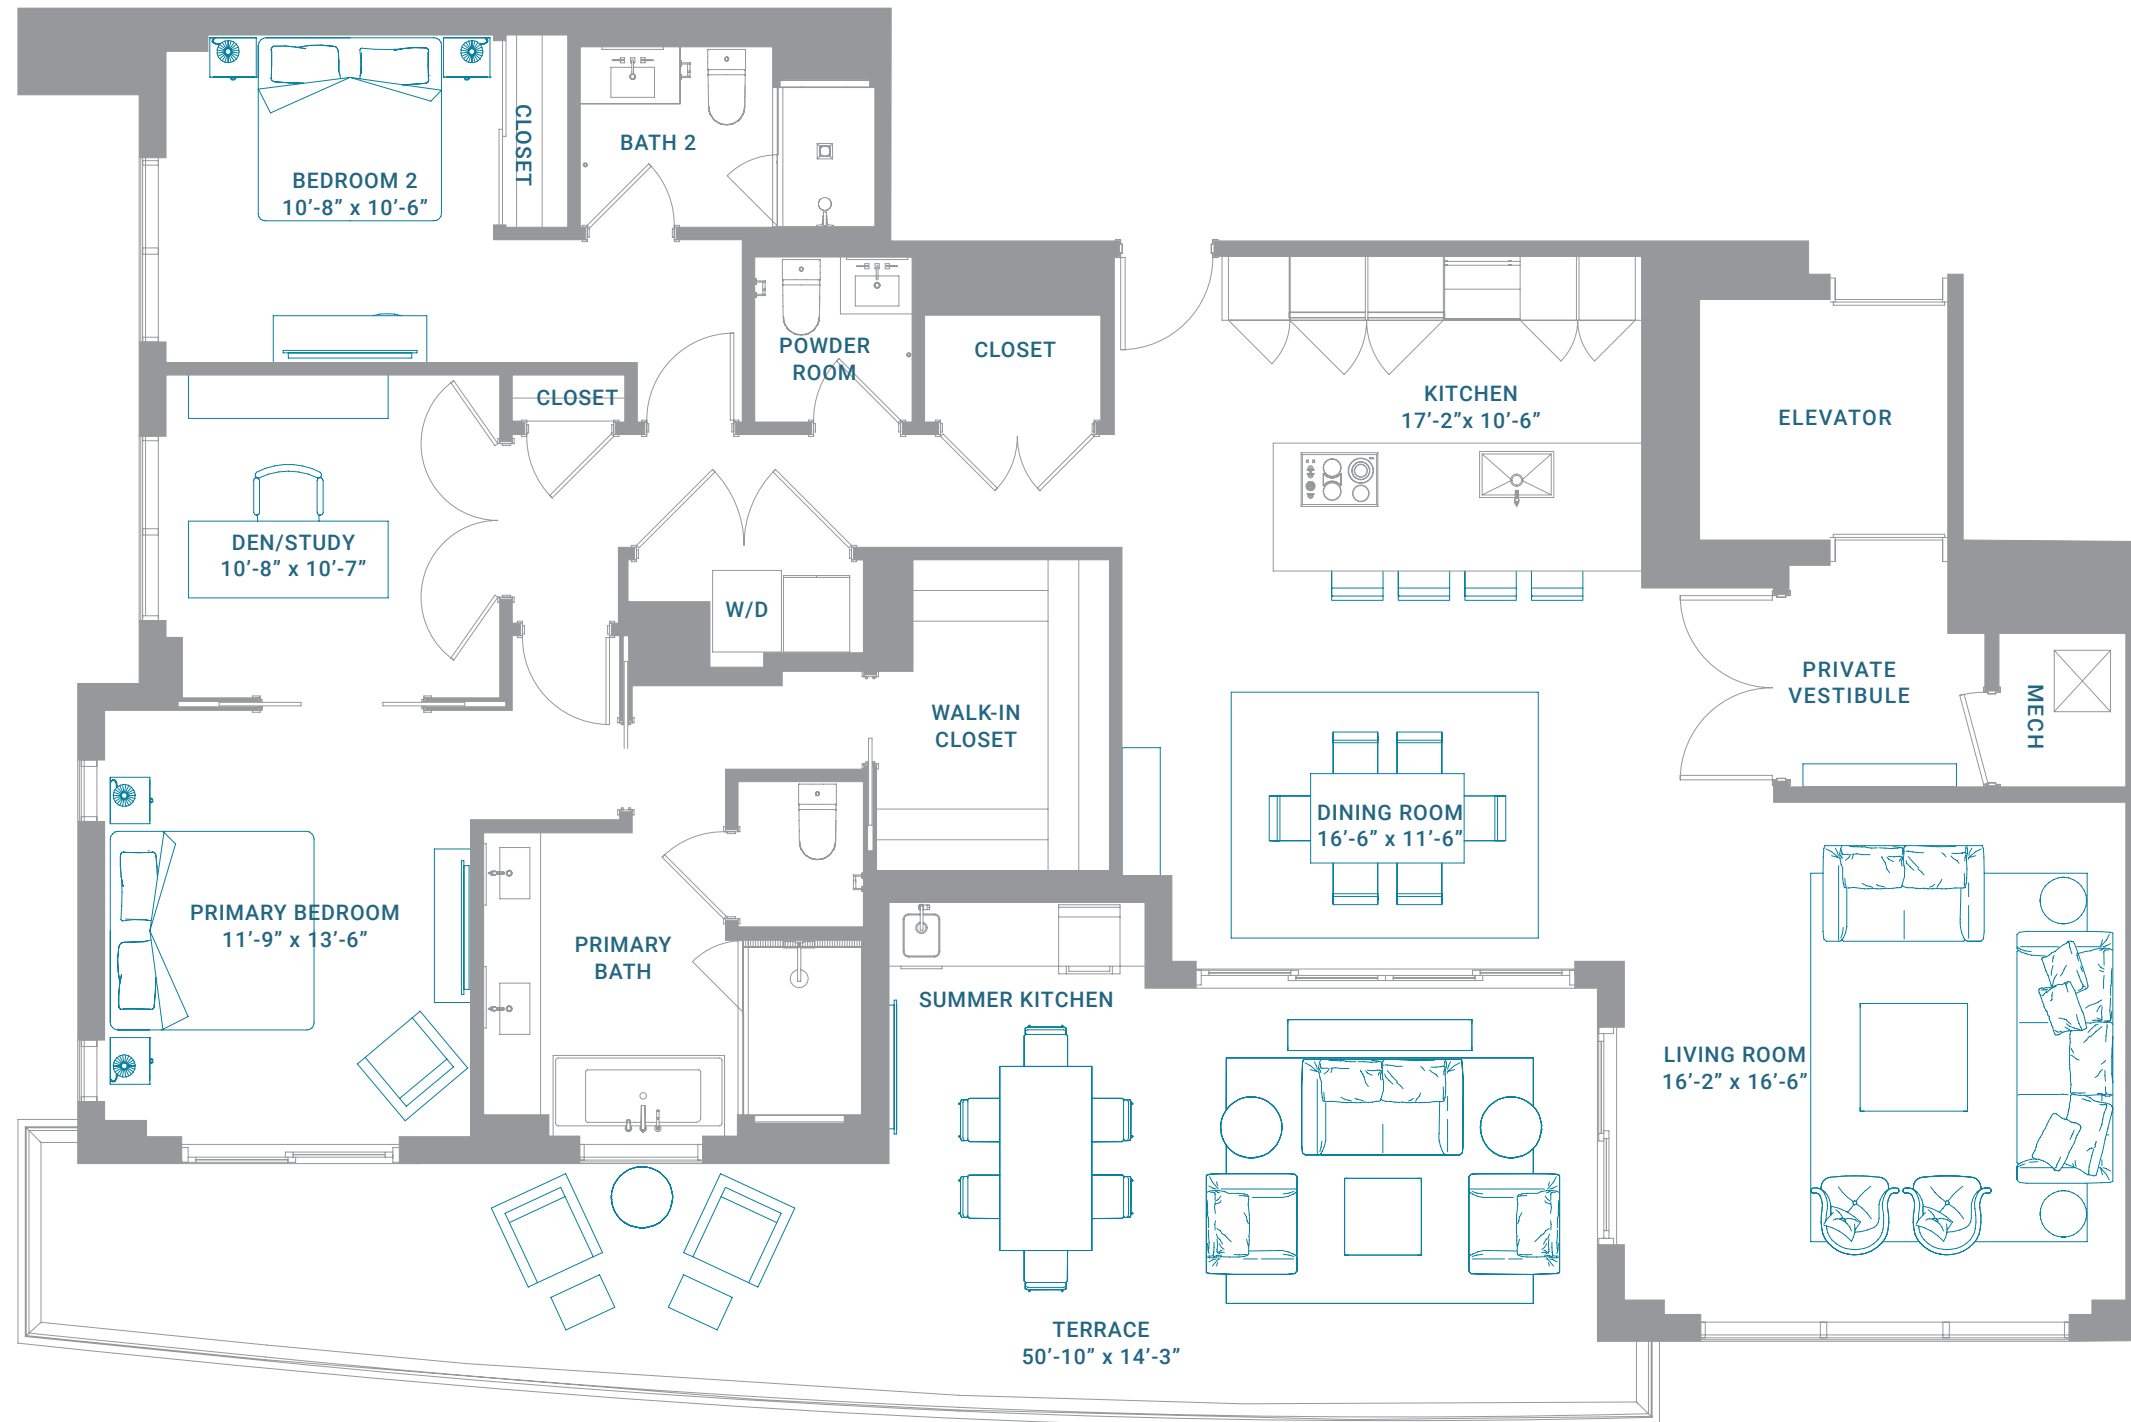 CLOSET
BATH 2
BEDROOM 2
10’-8” x 10’-6”
POWDER
ROOM
CLOSET
CLOSET
KITCHEN
17’-2”x 10’-6”
ELEVATOR
DEN/STUDY
10’-8” x 10’-7”
W/D
PRIVATE
VESTIBULE
MECH
WALK-IN
CLOSET
DINING ROOM
16’-6” x 11’-6”
PRIMARY BEDROOM
11’-9” x 13’-6”
PRIMARY
BATH
SUMMER KITCHEN
LIVING ROOM
16’-2” x 16’-6”
TERRACE
50’-10” x 14’-3”